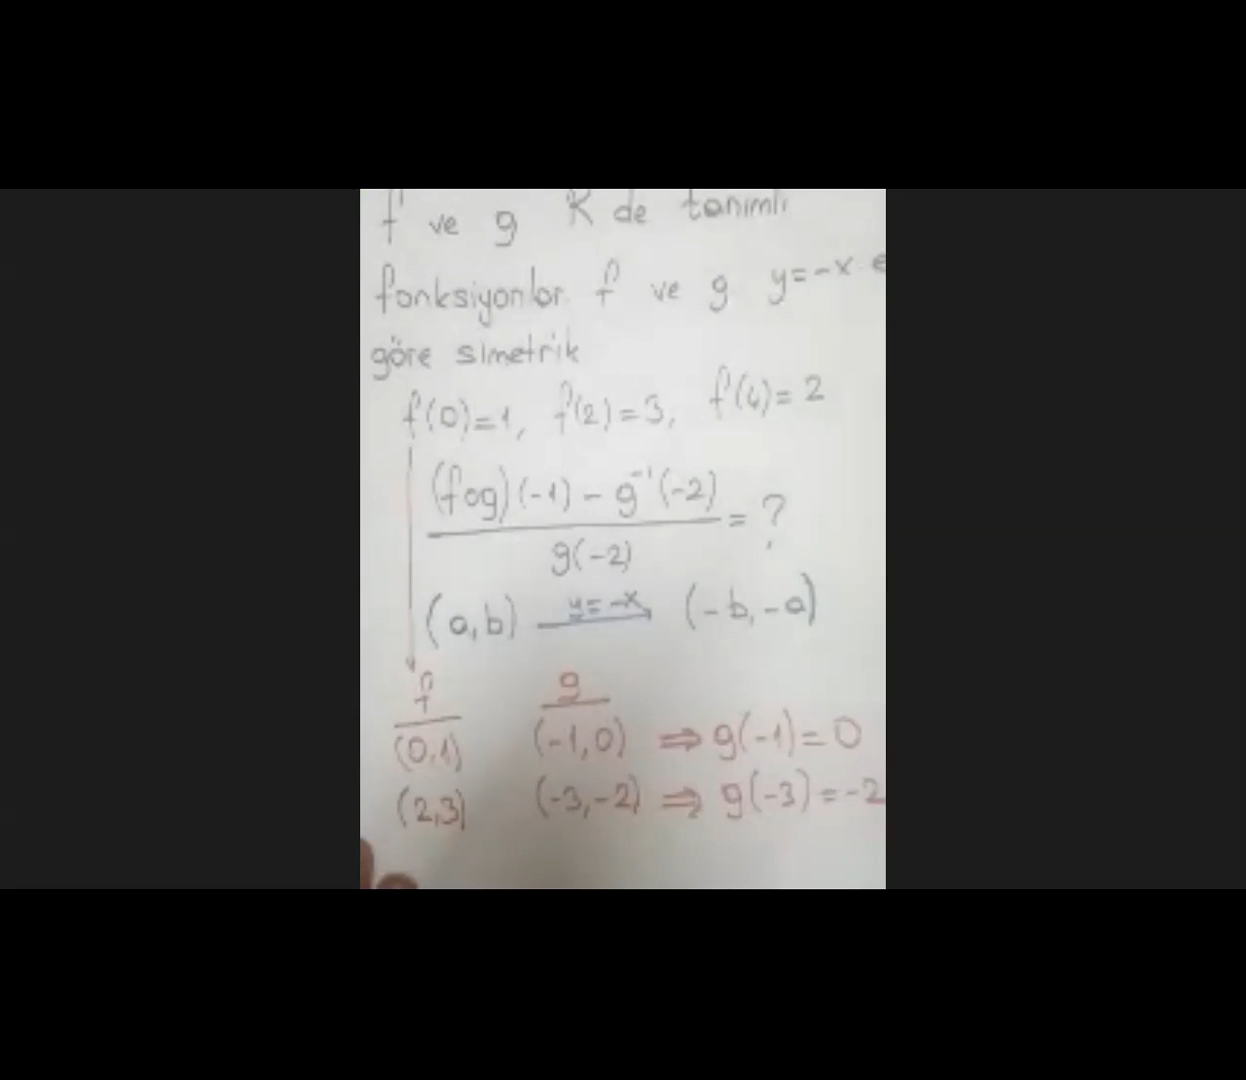 f ve g R de tanımlı
fonksiyonlar. f ve g y=-x e
göre simetrik
f(0)=1, f(2)=3, f(4)=2
(fog)(-1) - g⁻¹(-2)
= ?
g(-2)
(a,b) y=-x (-b,-a)
f g
(0,1) (-1,0) ⇒ g(-1)=0
(2,3) (-3,-2) ⇒ g(-3)=-2